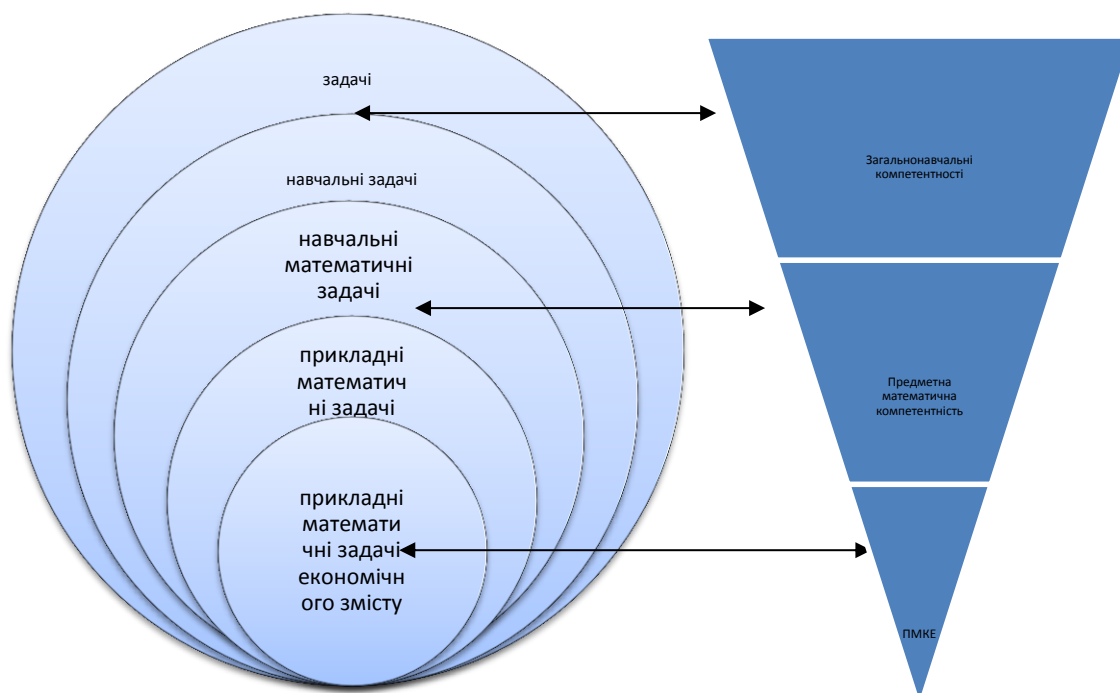 задачі
навчальні задачі
навчальні
математичні
задачі
прикладні
математич
ні задачі
прикладні
математи
чні задачі
економічн
ого змісту
Загальнонавчальні
компетентності
Предметна
математична
компетентність
ПМКЕ